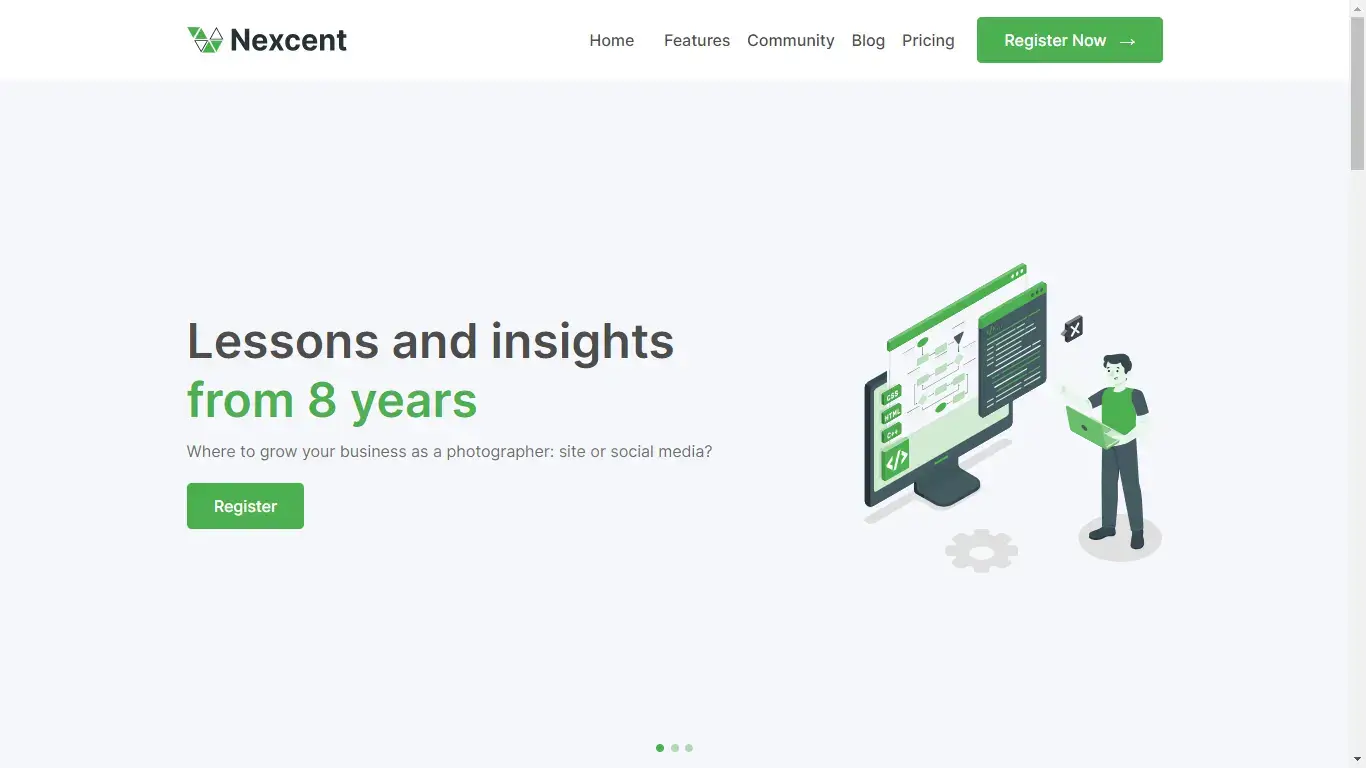 Nexcent
Home Features Community Blog Pricing Register Now →
Lessons and insights
from 8 years
Where to grow your business as a photographer: site or social media?
Register
CSS
HTML
C++
</>
X